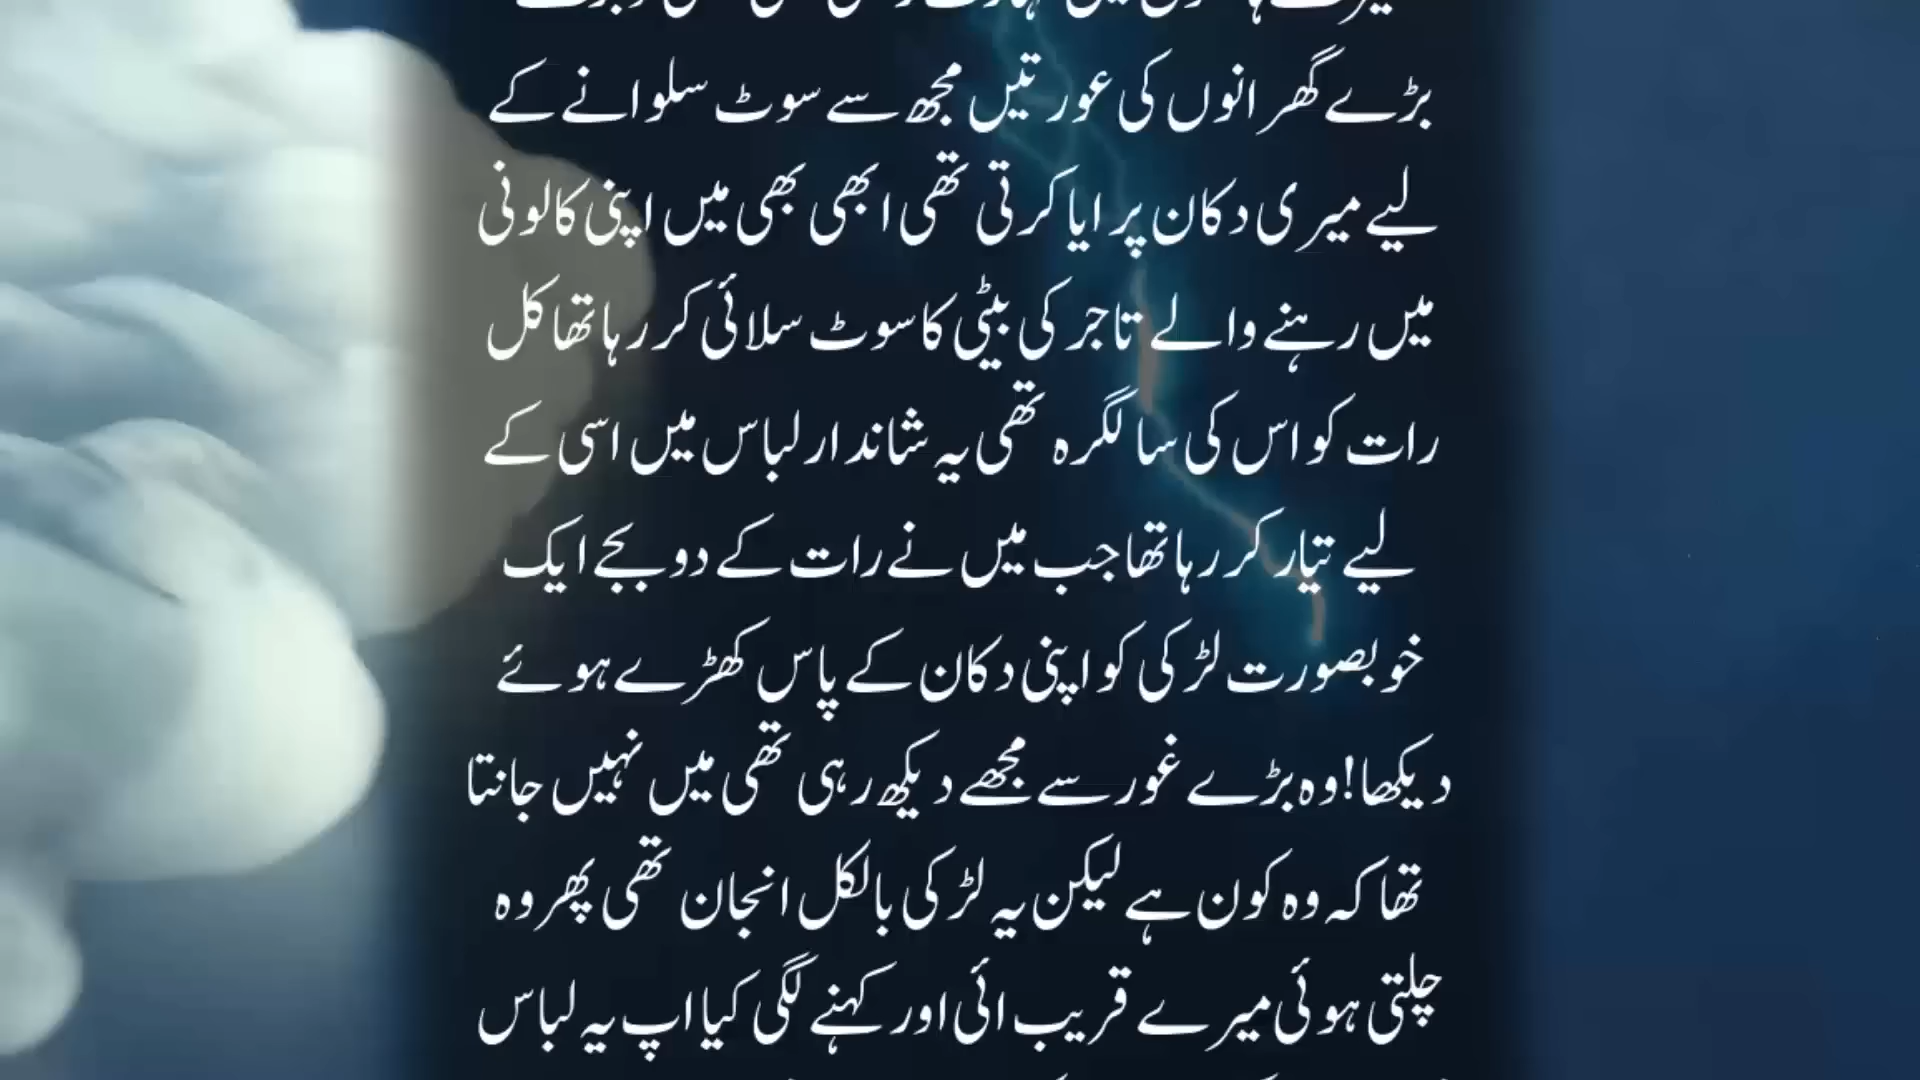 بڑے گھرانوں کی عورتیں مجھ سے سوٹ سلوانے کے
لیے میری دکان پر ایا کرتی تھی ابھی بھی میں اپنی کالونی
میں رہنے والے تاجر کی بیٹی کا سوٹ سلائی کر رہا تھا کل
رات کو اس کی سالگرہ تھی یہ شاندار لباس میں اسی کے
لیے تیار کر رہا تھا جب میں نے رات کے دو بجے ایک
خوبصورت لڑکی کو اپنی دکان کے پاس کھڑے ہوئے
دیکھا! وہ بڑے غور سے مجھے دیکھ رہی تھی میں نہیں جانتا
تھا کہ وہ کون ہے لیکن یہ لڑکی بالکل انجان تھی پھر وہ
چلتی ہوئی میرے قریب ائی اور کہنے لگی کیا اپ یہ لباس